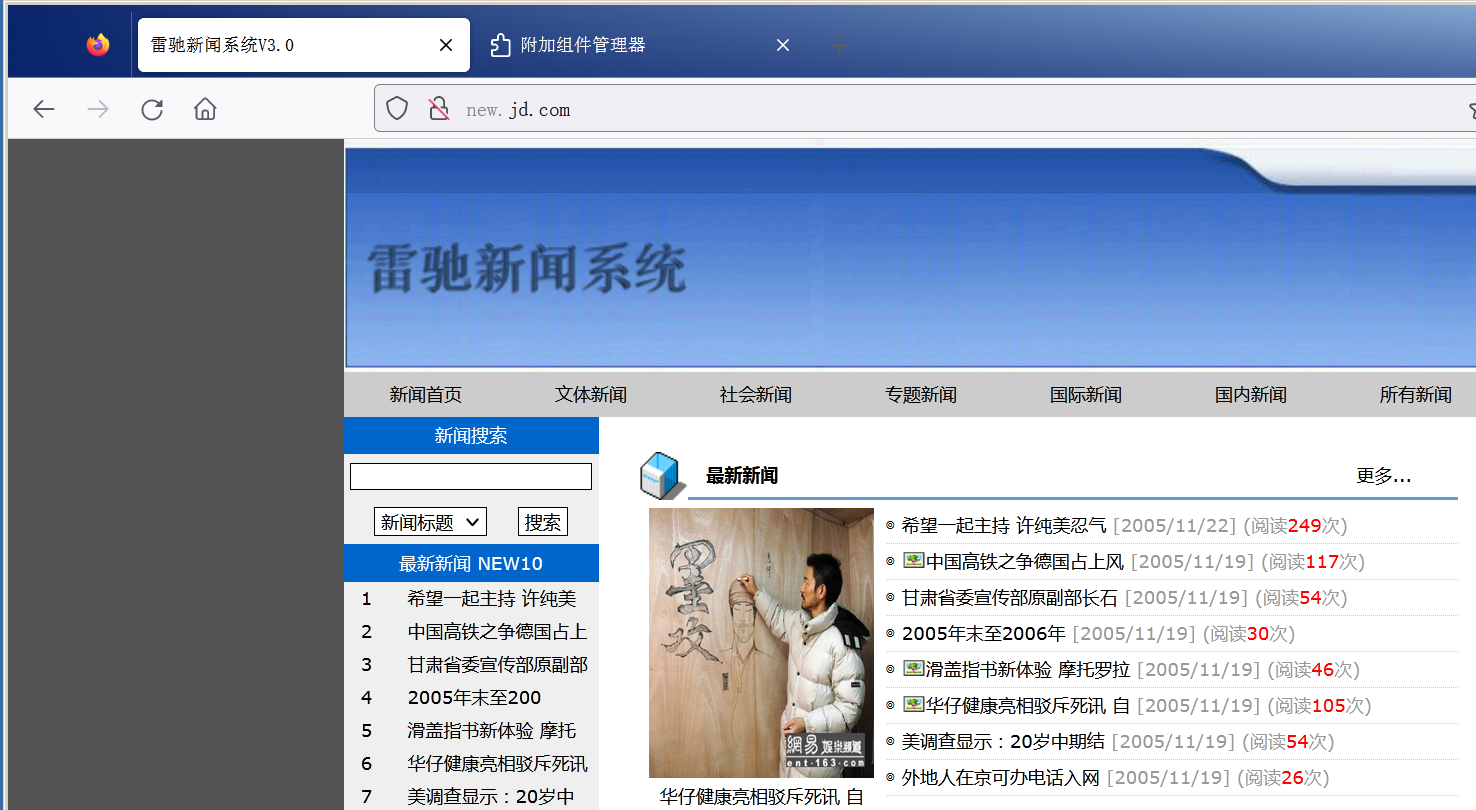 雷驰新闻系统V3.0
附加组件管理器
new.jd.com
雷驰新闻系统
新闻首页 文体新闻 社会新闻 专题新闻 国际新闻 国内新闻 所有新闻
新闻搜索
新闻标题 搜索
最新新闻 NEW10
1 希望一起主持 许纯美
2 中国高铁之争德国占上
3 甘肃省委宣传部原副部
4 2005年末至200
5 滑盖指书新体验 摩托
6 华仔健康亮相驳斥死讯
7 美调查显示：20岁中
最新新闻 更多...
墨攻
網易 娱乐频道
ent.163.com
华仔健康亮相驳斥死讯 自
希望一起主持 许纯美忍气 [2005/11/22] (阅读249次)
中国高铁之争德国占上风 [2005/11/19] (阅读117次)
甘肃省委宣传部原副部长石 [2005/11/19] (阅读54次)
2005年末至2006年 [2005/11/19] (阅读30次)
滑盖指书新体验 摩托罗拉 [2005/11/19] (阅读46次)
华仔健康亮相驳斥死讯 自 [2005/11/19] (阅读105次)
美调查显示：20岁中期结 [2005/11/19] (阅读54次)
外地人在京可办电话入网 [2005/11/19] (阅读26次)